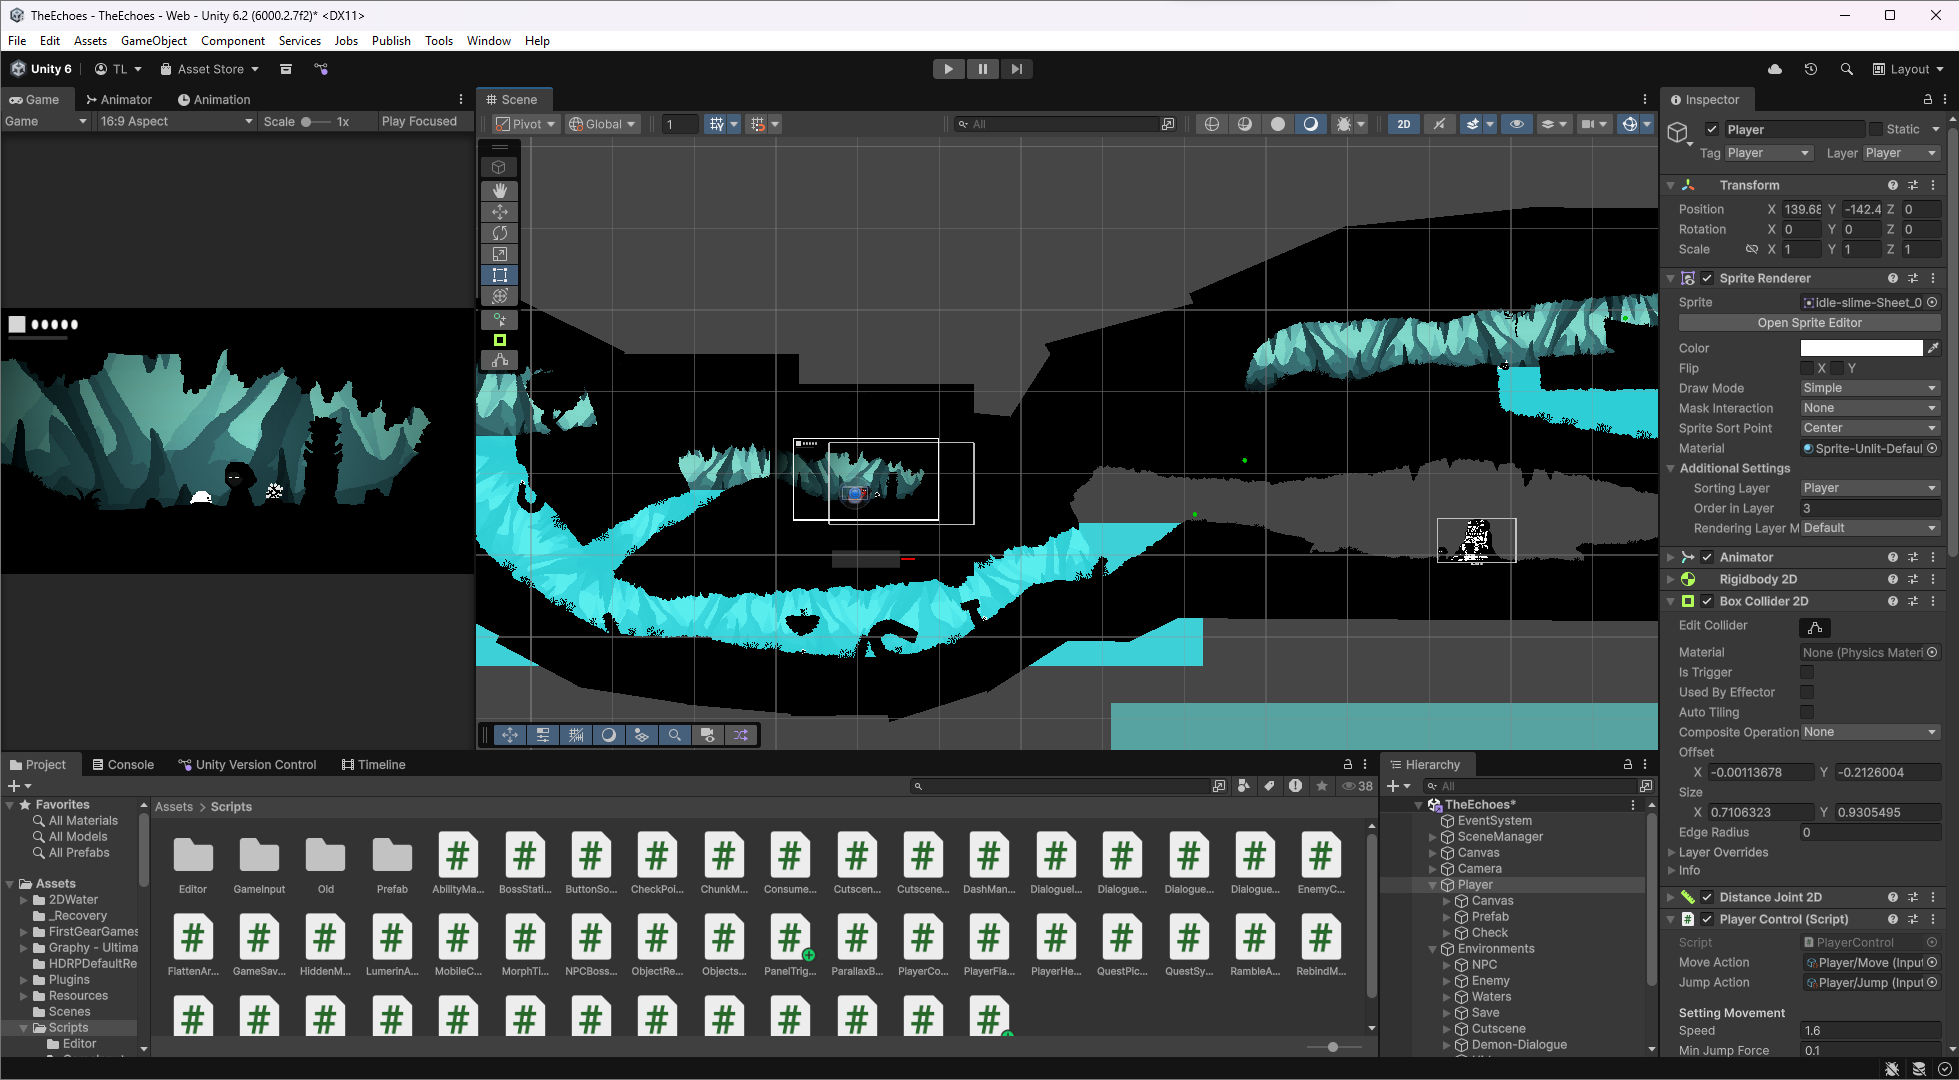 TheEchoes - TheEchoes - Web - Unity 6.2 (6000.2.7f2)* <DX11>
File Edit Assets GameObject Component Services Jobs Publish Tools Window Help
Unity 6 TL Asset Store Layout
Game Animator Animation
Game 16:9 Aspect Scale 1x Play Focused
Scene
Pivot Global 1 All 2D
Inspector
Player Static
Tag Player Layer Player
Transform
Position X 139.68 Y -142.4 Z 0
Rotation X 0 Y 0 Z 0
Scale X 1 Y 1 Z 1
Sprite Renderer
Sprite idle-slime-Sheet_0
Open Sprite Editor
Color
Flip X Y
Draw Mode Simple
Mask Interaction None
Sprite Sort Point Center
Material Sprite-Unlit-Defaul
Additional Settings
Sorting Layer Player
Order in Layer 3
Rendering Layer M Default
Animator
Rigidbody 2D
Box Collider 2D
Edit Collider
Material None (Physics Materi
Is Trigger
Used By Effector
Auto Tiling
Composite Operation None
Offset
X -0.00113678 Y -0.2126004
Size
X 0.7106323 Y 0.9305495
Edge Radius 0
Layer Overrides
Info
Distance Joint 2D
Player Control (Script)
Script PlayerControl
Move Action Player/Move (Input
Jump Action Player/Jump (Input
Setting Movement
Speed 1.6
Min Jump Force 0.1
Project Console Unity Version Control Timeline
38
Favorites
All Materials
All Models
All Prefabs
Assets
2DWater
_Recovery
FirstGearGames
Graphy - Ultima
HDRPDefaultRe
Plugins
Resources
Scenes
Scripts
Editor
Assets > Scripts
Editor GameInput Old Prefab AbilityMa... BossStati... ButtonSo... CheckPoi... ChunkM... Consume... Cutscen... Cutscene... DashMan... DialogueI... Dialogue... Dialogue... Dialogue... EnemyC...
FlattenAr... GameSav... HiddenM... LumerinA... MobileC... MorphTi... NPCBoss... ObjectRe... Objects... PanelTrig... ParallaxB... PlayerCo... PlayerFla... PlayerHe... QuestPic... QuestSy... RambleA... RebindM...
Hierarchy
All
TheEchoes*
EventSystem
SceneManager
Canvas
Camera
Player
Canvas
Prefab
Check
Environments
NPC
Enemy
Waters
Save
Cutscene
Demon-Dialogue